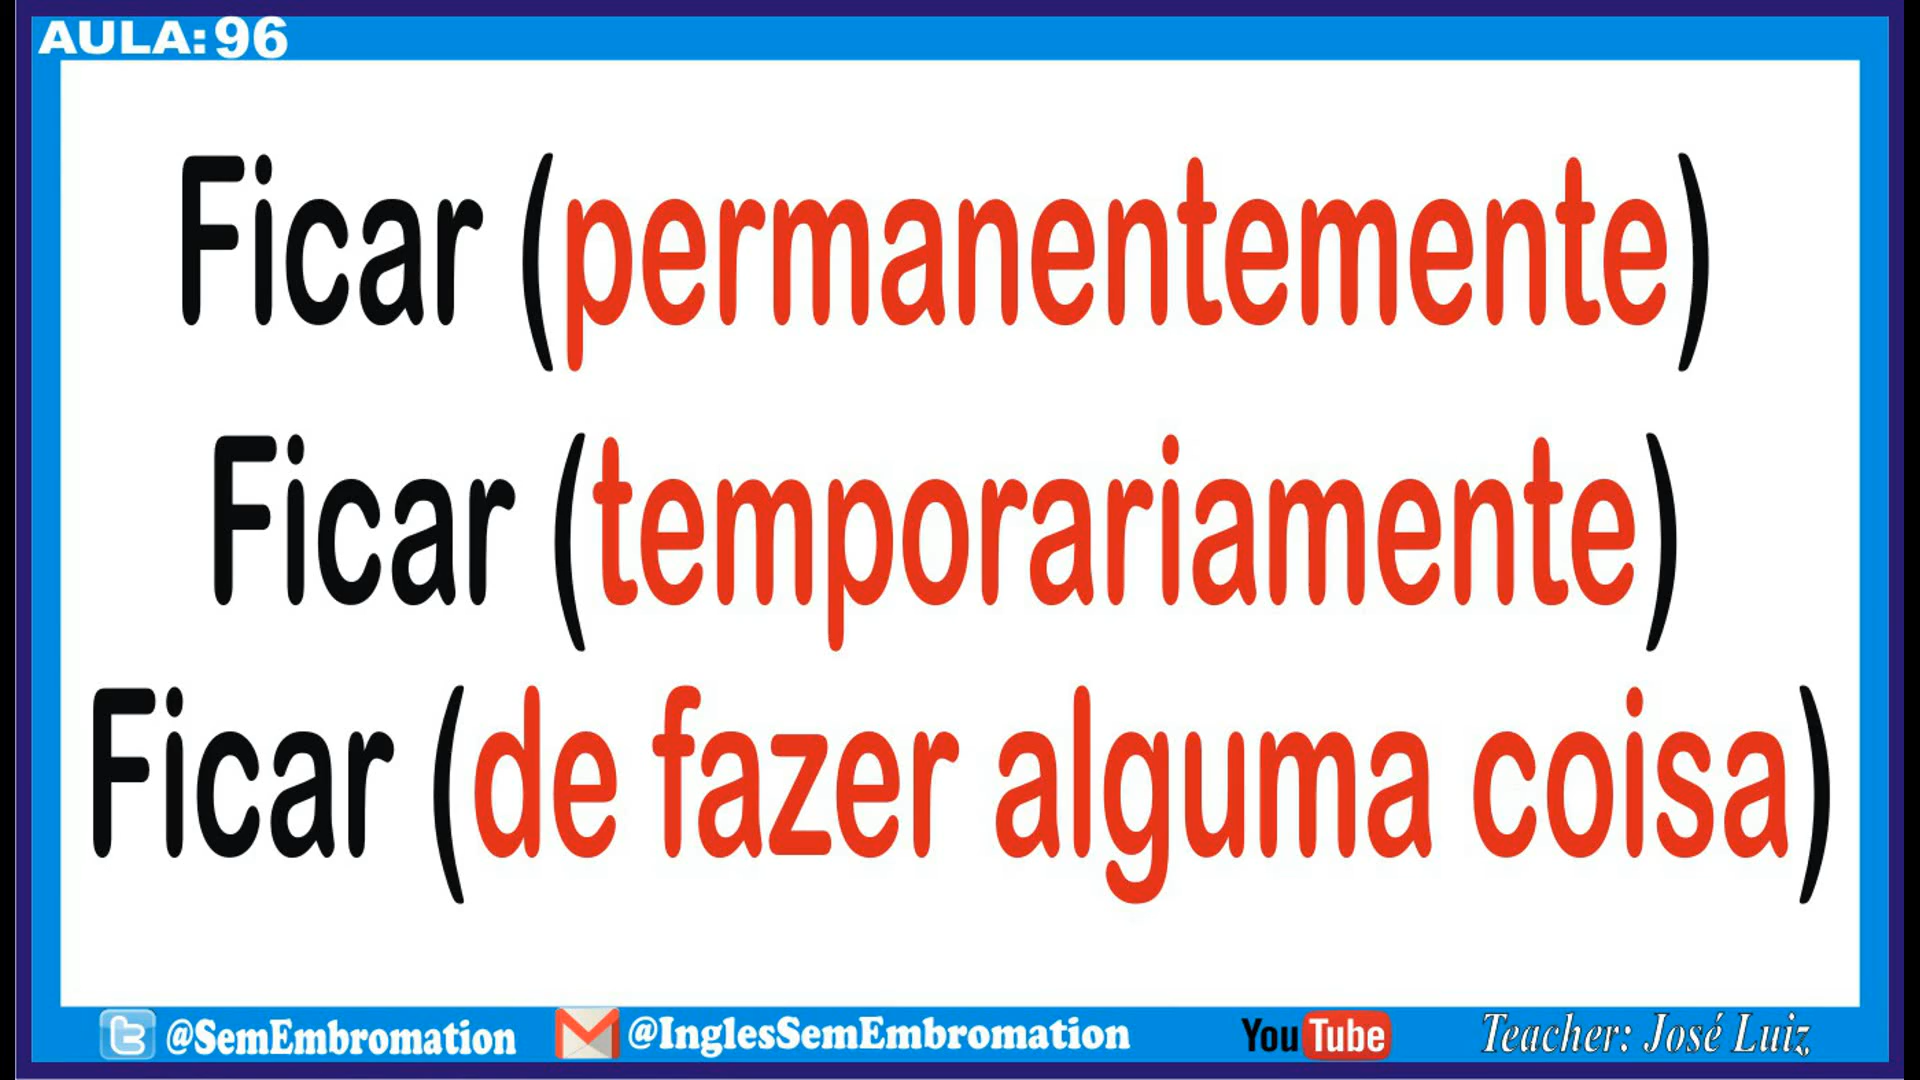 AULA: 96
Ficar (permanentemente)
Ficar (temporariamente)
Ficar (de fazer alguma coisa)
@SemEmbromation @InglesSemEmbromation YouTube Teacher: José Luiz